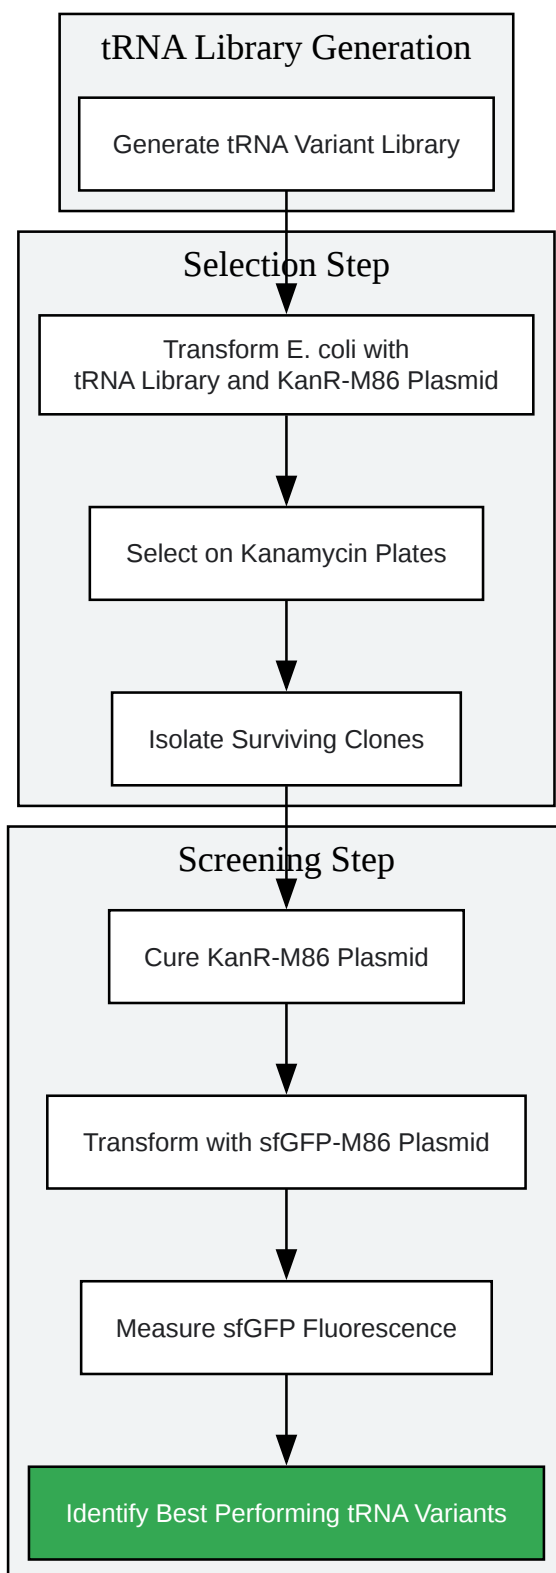 tRNA Library Generation
Generate tRNA Variant Library
Selection Step
Transform E. coli with
tRNA Library and KanR-M86 Plasmid
Select on Kanamycin Plates
Isolate Surviving Clones
Screening Step
Cure KanR-M86 Plasmid
Transform with sfGFP-M86 Plasmid
Measure sfGFP Fluorescence
Identify Best Performing tRNA Variants